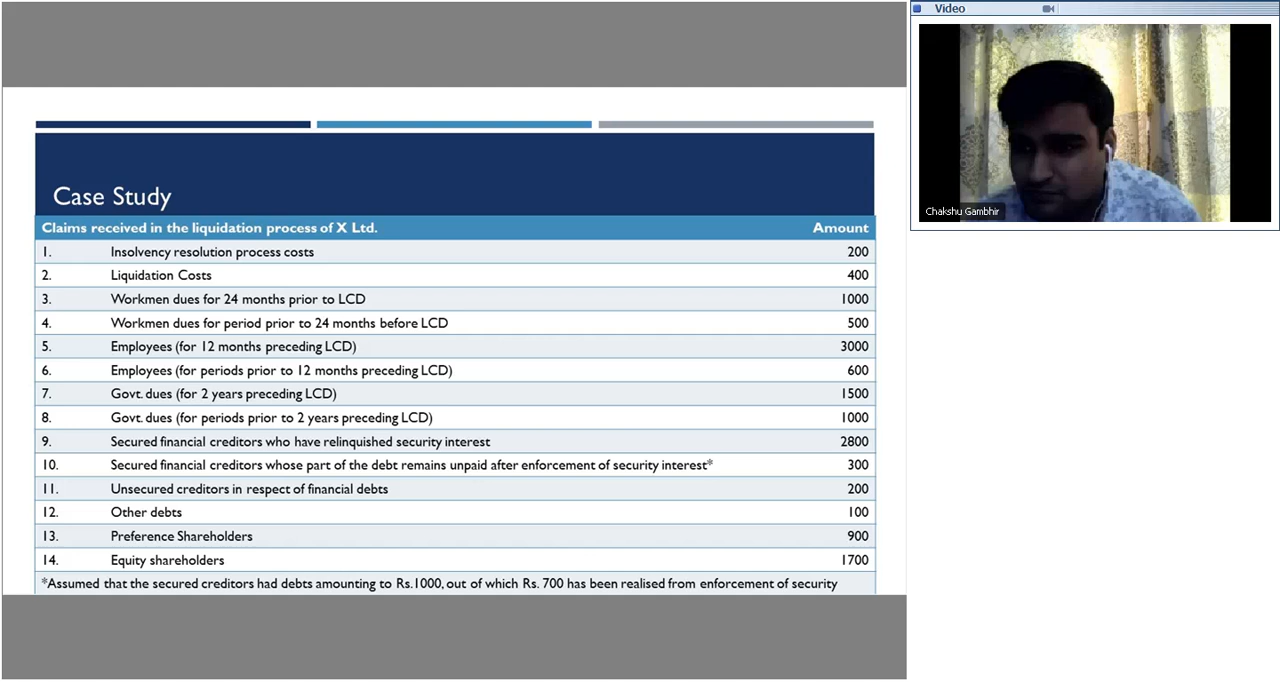 Video
Chakshu Gambhir
Case Study
Claims received in the liquidation process of X Ltd. Amount
1. Insolvency resolution process costs 200
2. Liquidation Costs 400
3. Workmen dues for 24 months prior to LCD 1000
4. Workmen dues for period prior to 24 months before LCD 500
5. Employees (for 12 months preceding LCD) 3000
6. Employees (for periods prior to 12 months preceding LCD) 600
7. Govt. dues (for 2 years preceding LCD) 1500
8. Govt. dues (for periods prior to 2 years preceding LCD) 1000
9. Secured financial creditors who have relinquished security interest 2800
10. Secured financial creditors whose part of the debt remains unpaid after enforcement of security interest* 300
11. Unsecured creditors in respect of financial debts 200
12. Other debts 100
13. Preference Shareholders 900
14. Equity shareholders 1700
*Assumed that the secured creditors had debts amounting to Rs.1000, out of which Rs. 700 has been realised from enforcement of security